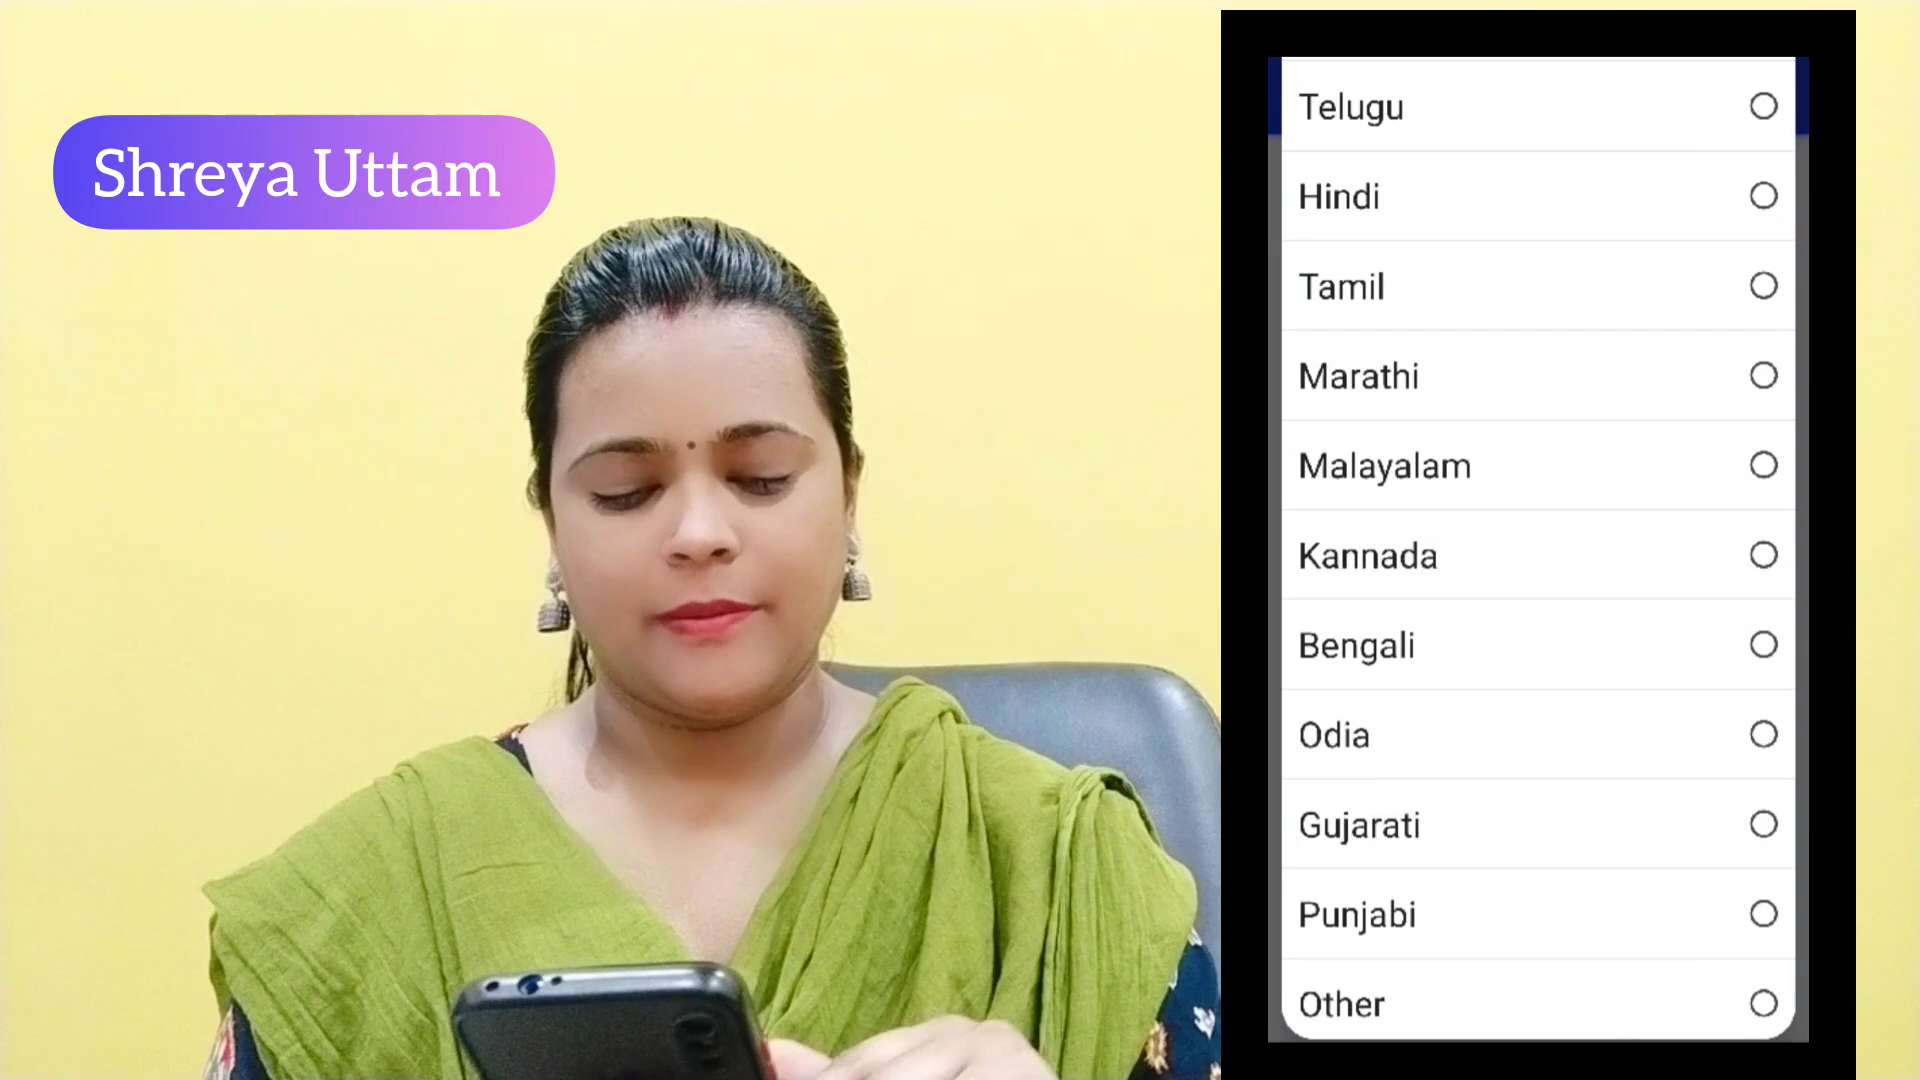 Shreya Uttam
Telugu
Hindi
Tamil
Marathi
Malayalam
Kannada
Bengali
Odia
Gujarati
Punjabi
Other